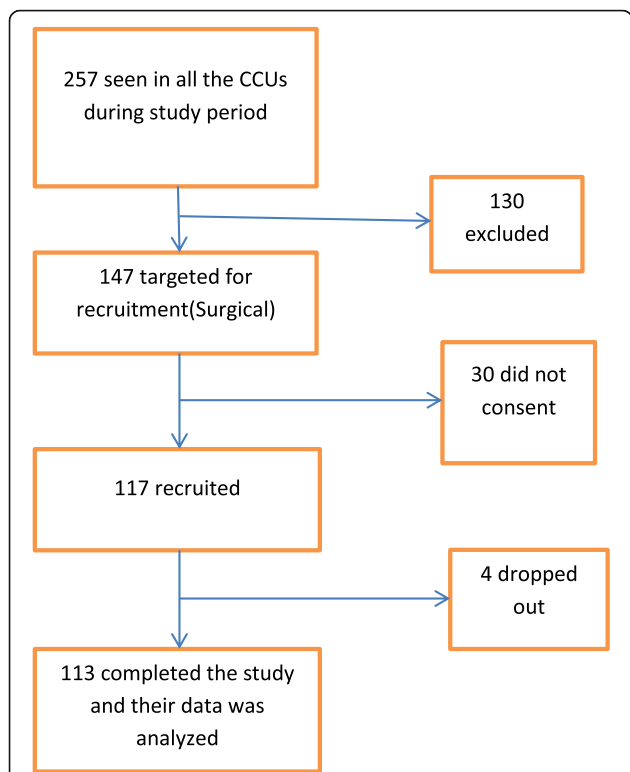 257 seen in all the CCUs
during study period
130
excluded
147 targeted for
recruitment(Surgical)
30 did not
consent
117 recruited
4 dropped
out
113 completed the study
and their data was
analyzed